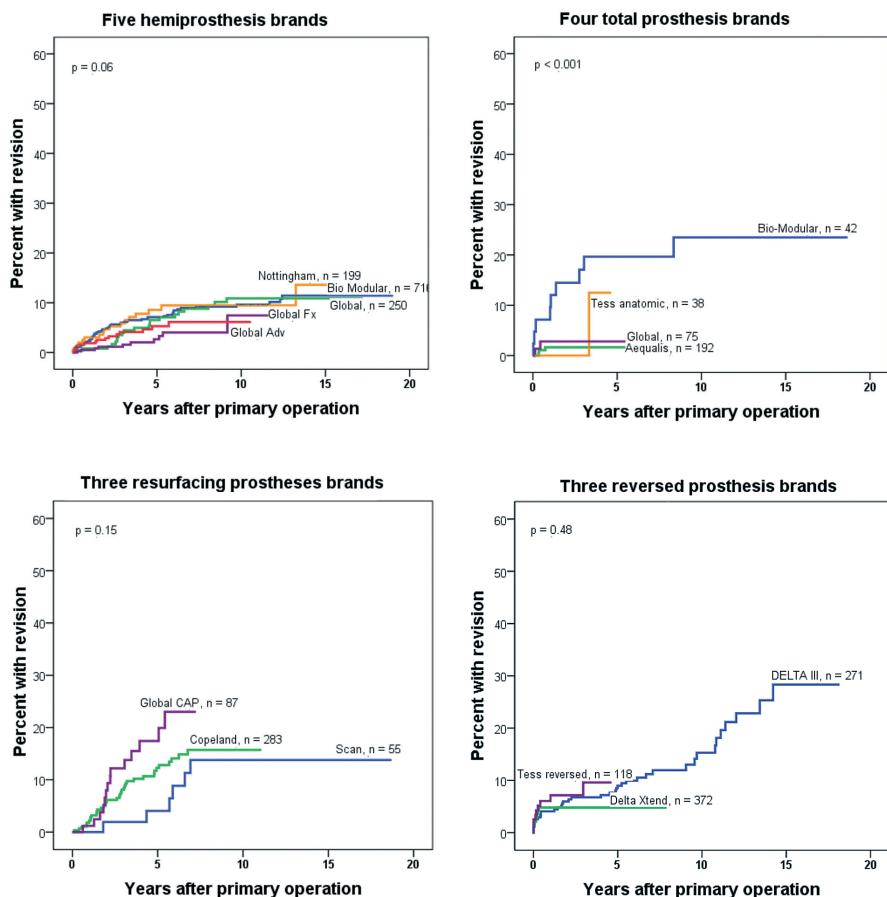 Five hemiprosthesis brands
Percent with revision
60
50
40
30
20
10
0
p = 0.06
Nottingham, n = 199
Bio Modular, n = 716
Global, n = 250
Global Fx
Global Adv
0 5 10 15 20
Years after primary operation
Four total prosthesis brands
Percent with revision
60
50
40
30
20
10
0
p < 0.001
Bio-Modular, n = 42
Tess anatomic, n = 38
Global, n = 75
Aequalis, n = 192
0 5 10 15 20
Years after primary operation
Three resurfacing prostheses brands
Percent with revision
60
50
40
30
20
10
0
p = 0.15
Global CAP, n = 87
Copeland, n = 283
Scan, n = 55
0 5 10 15 20
Years after primary operation
Three reversed prosthesis brands
Percent with revision
60
50
40
30
20
10
0
p = 0.48
DELTA III, n = 271
Tess reversed, n = 118
Delta Xtend, n = 372
0 5 10 15 20
Years after primary operation